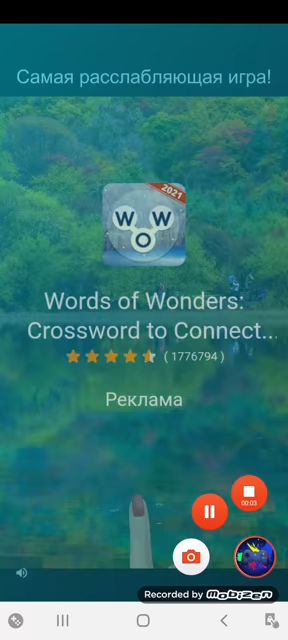 Самая расслабляющая игра!
2021
W W
O
Words of Wonders:
Crossword to Connect...
( 1776794 )
Реклама
00:03
Recorded by Mobizen